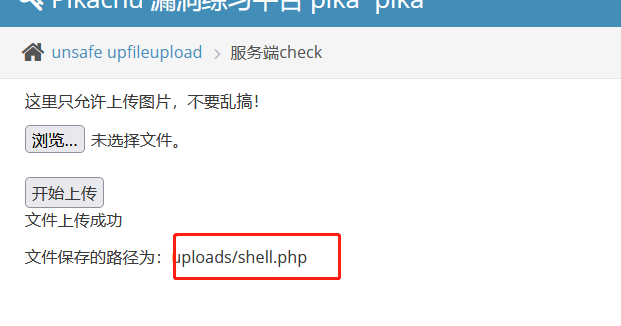 Pikachu 漏洞练习平台 pika~pika~
unsafe upfileupload > 服务端check
这里只允许上传图片，不要乱搞！
浏览... 未选择文件。
开始上传
文件上传成功
文件保存的路径为：uploads/shell.php